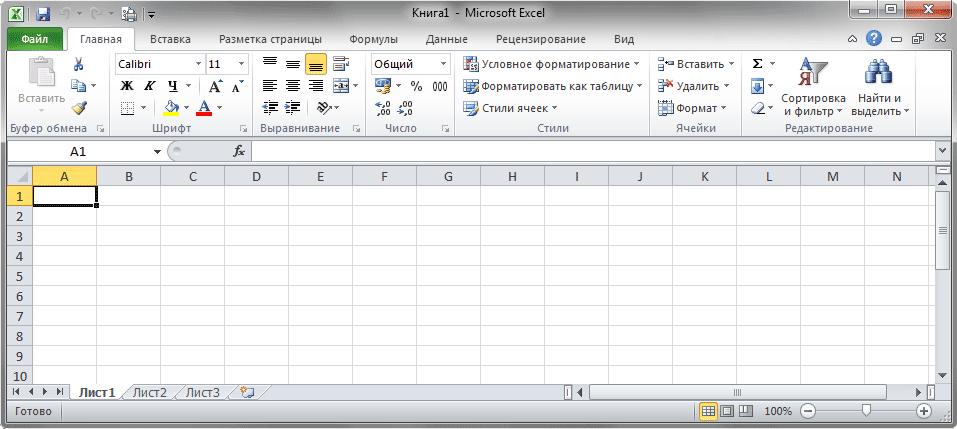 Книга1 - Microsoft Excel
Файл Главная Вставка Разметка страницы Формулы Данные Рецензирование Вид
Calibri 11 Общий Условное форматирование Вставить
Ж К Ч A A % 000 Форматировать как таблицу Удалить
Вставить A ,0 ,00 ,00 ,0 Стили ячеек Формат Сортировка и фильтр Найти и выделить
Буфер обмена Шрифт Выравнивание Число Стили Ячейки Редактирование
A1 fx
A B C D E F G H I J K L M N
1
2
3
4
5
6
7
8
9
10
Лист1 Лист2 Лист3
Готово 100%